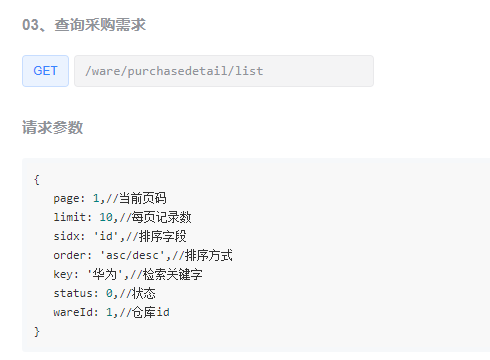 03、查询采购需求
GET /ware/purchasedetail/list
请求参数
{
page: 1,//当前页码
limit: 10,//每页记录数
sidx: 'id',//排序字段
order: 'asc/desc',//排序方式
key: '华为',//检索关键字
status: 0,//状态
wareId: 1,//仓库id
}